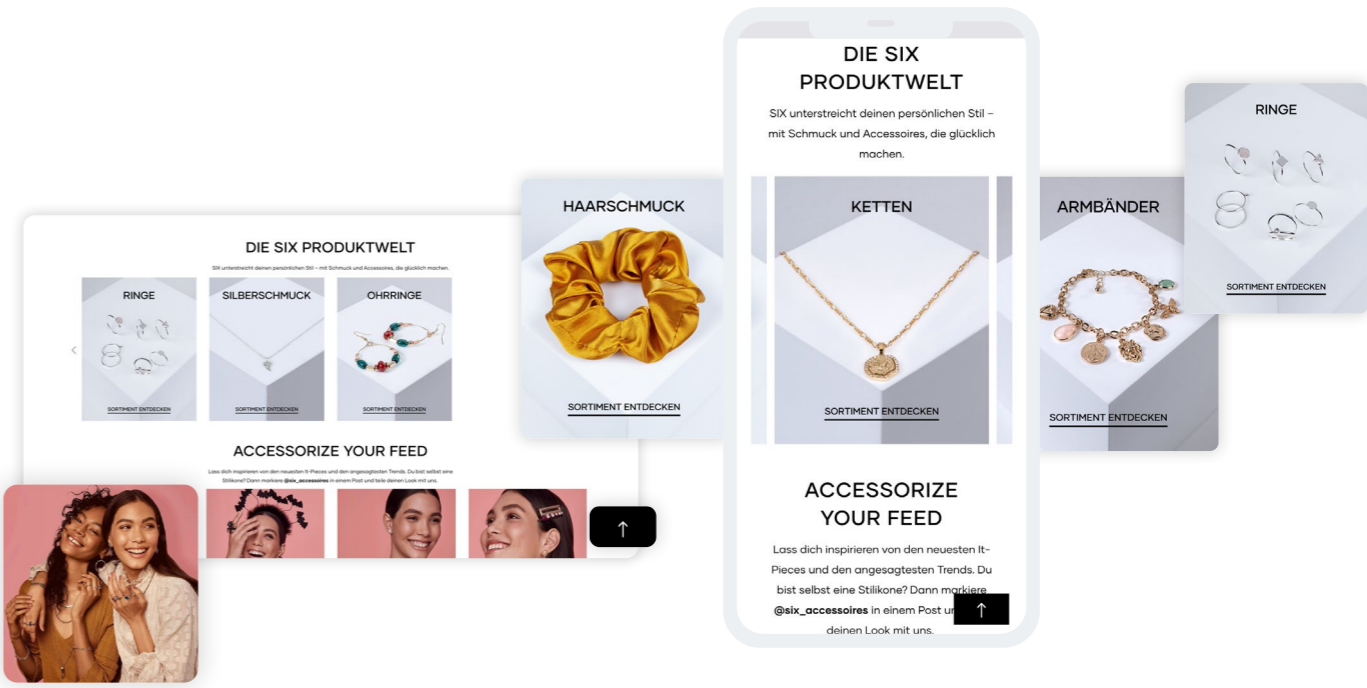 DIE SIX PRODUKTWELT
SIX unterstreicht deinen persönlichen Stil – mit Schmuck und Accessoires, die glücklich machen.
RINGE
SILBERSCHMUCK
OHRRINGE
SORTIMENT ENTDECKEN
SORTIMENT ENTDECKEN
SORTIMENT ENTDECKEN
ACCESSORIZE YOUR FEED
Lass dich inspirieren von den neuesten It-Pieces und den angesagtesten Trends. Du bist selbst eine
Stilikone? Dann markiere @six_accessoires in einem Post und teile deinen Look mit uns.
HAARSCHMUCK
SORTIMENT ENTDECKEN
DIE SIX
PRODUKTWELT
SIX unterstreicht deinen persönlichen Stil –
mit Schmuck und Accessoires, die glücklich
machen.
KETTEN
SORTIMENT ENTDECKEN
ACCESSORIZE
YOUR FEED
Lass dich inspirieren von den neuesten It-
Pieces und den angesagtesten Trends. Du
bist selbst eine Stilikone? Dann markiere
@six_accessoires in einem Post
deinen Look mit uns.
ARMBÄNDER
SORTIMENT ENTDECKEN
RINGE
SORTIMENT ENTDECKEN